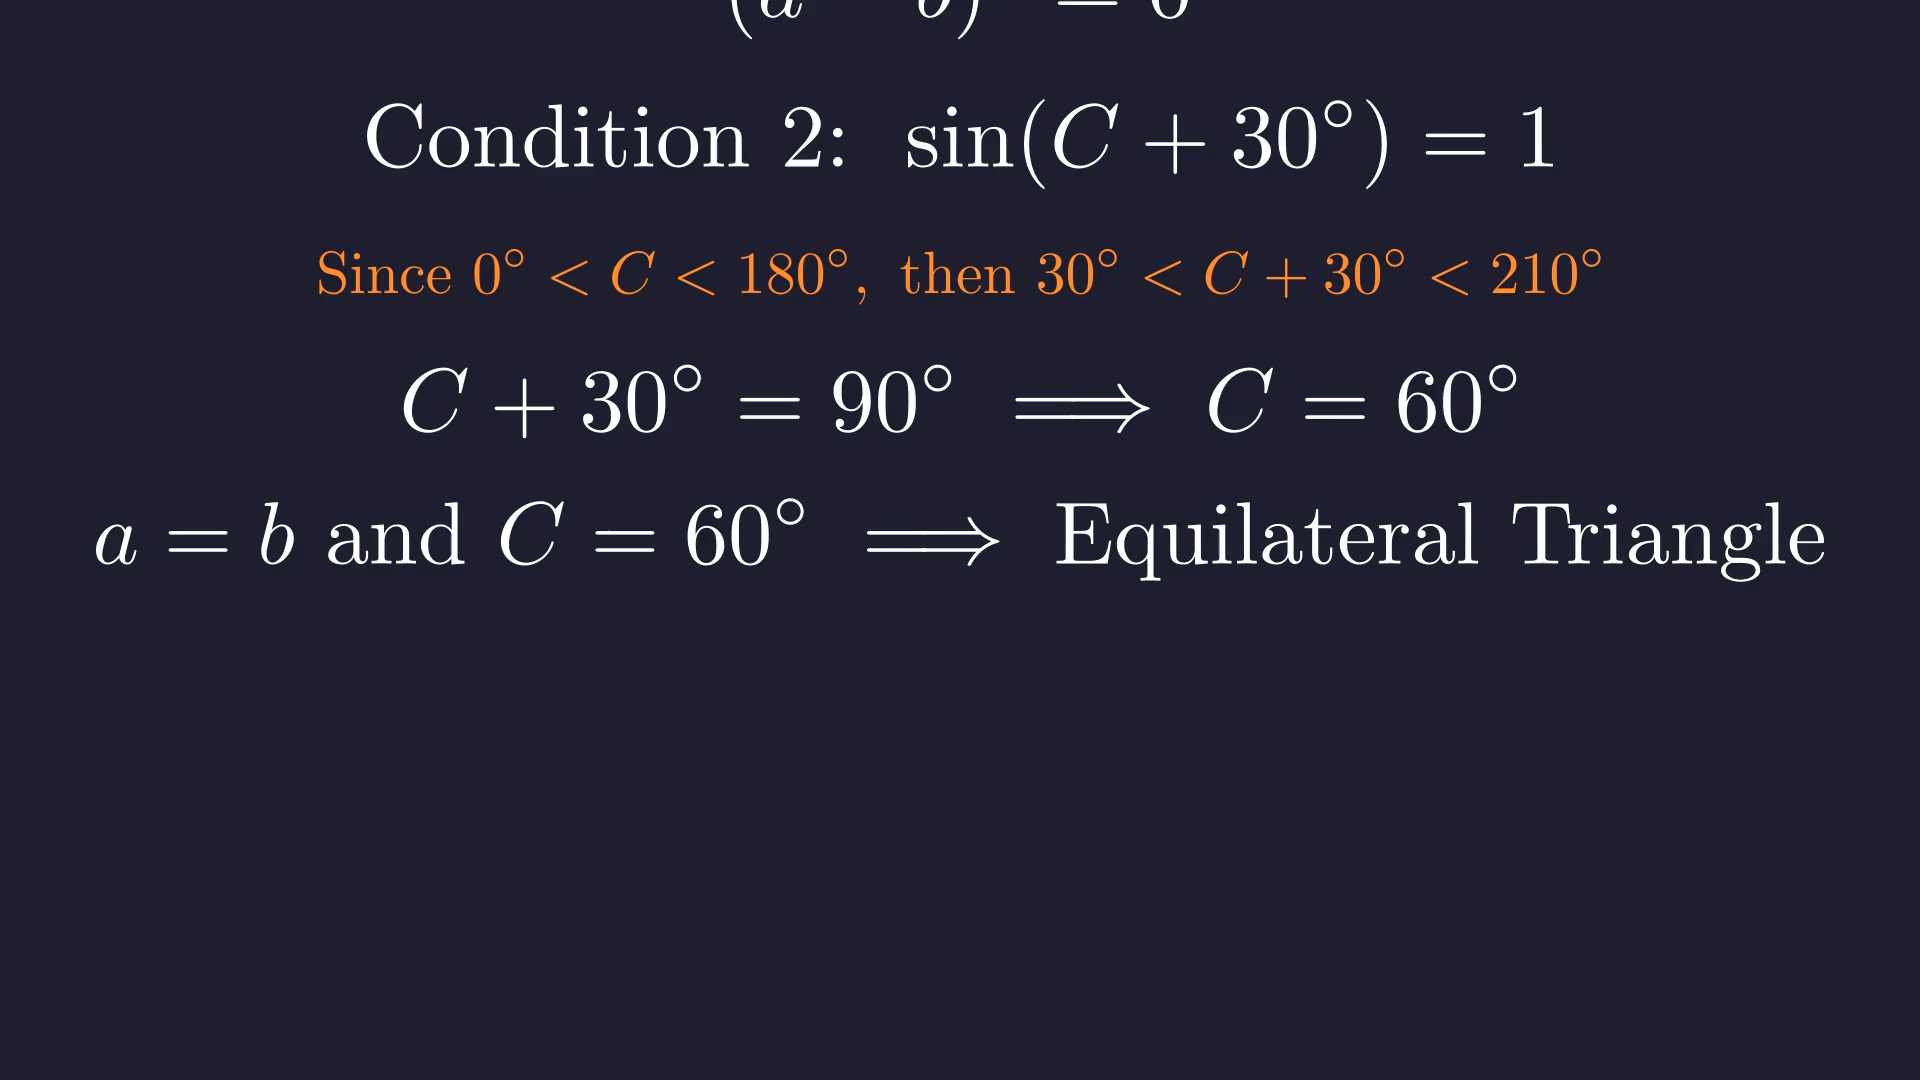 (a − b) = 0
Condition 2: sin(C + 30°) = 1
Since 0° < C < 180°, then 30° < C + 30° < 210°
C + 30° = 90° ⟹ C = 60°
a = b and C = 60° ⟹ Equilateral Triangle